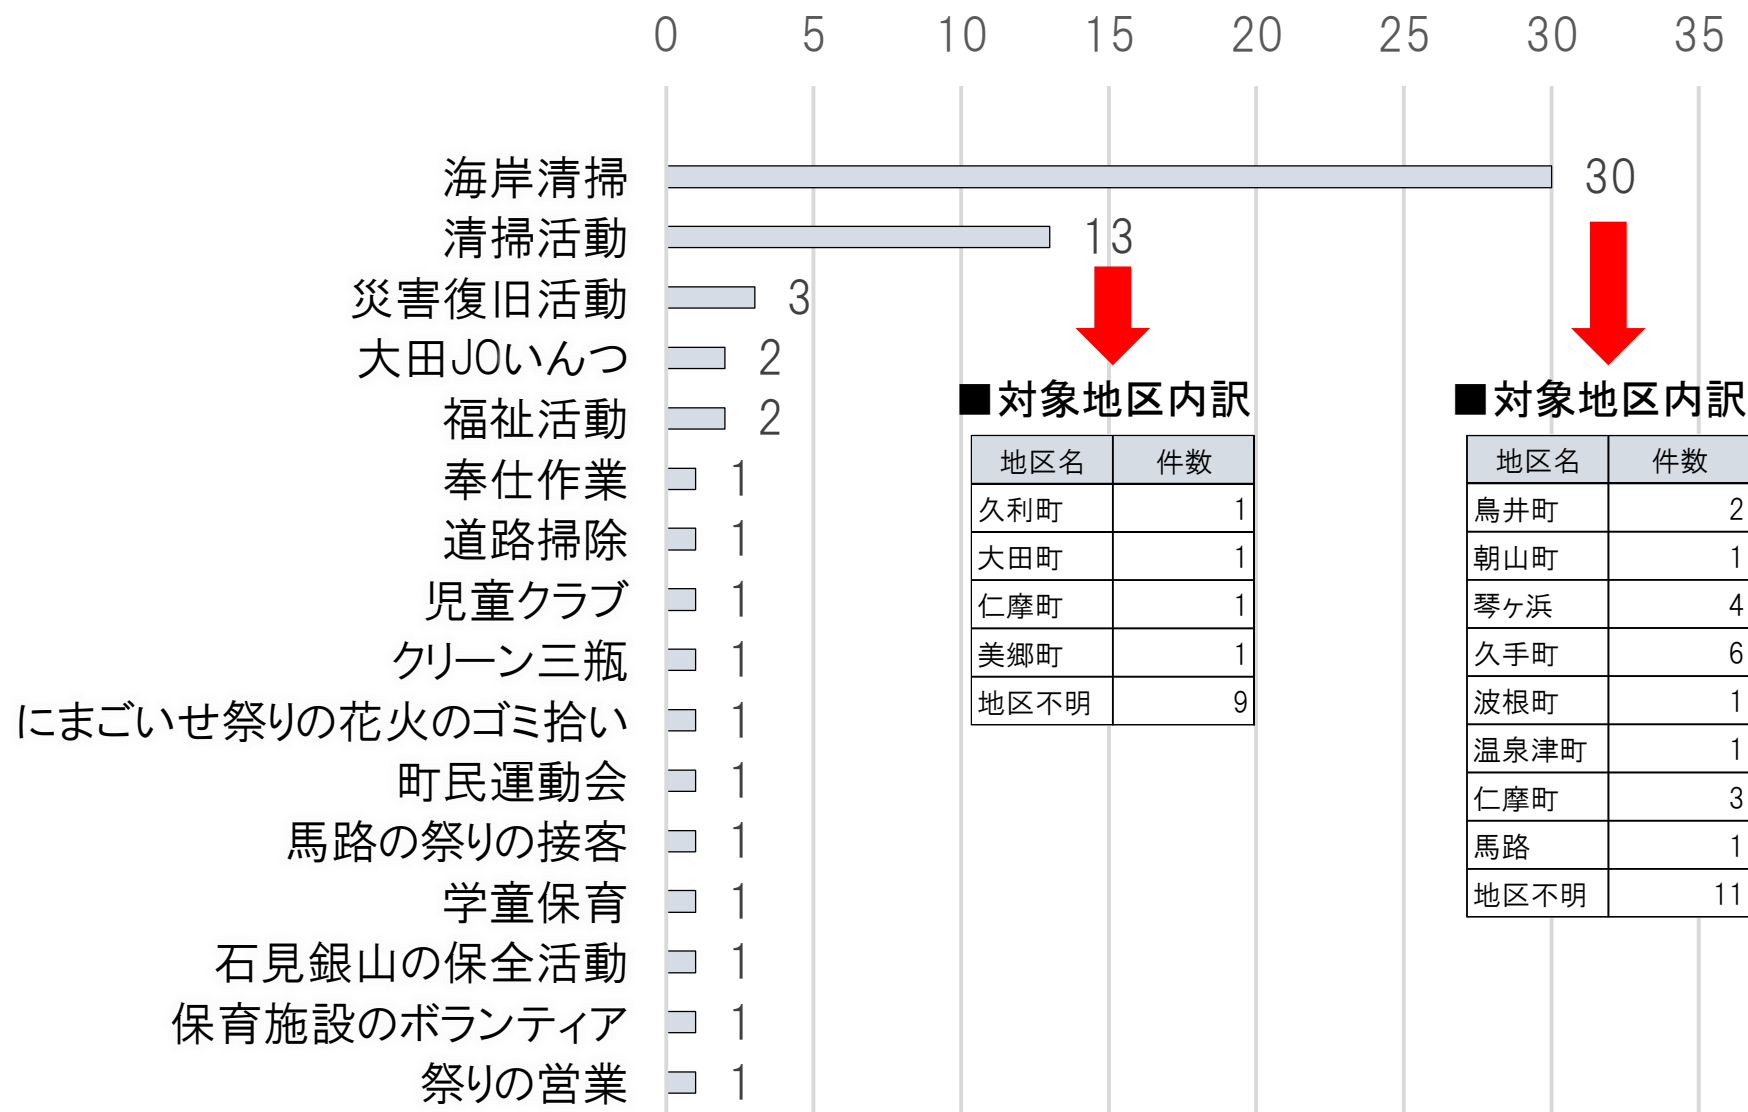 0 5 10 15 20 25 30 35
海岸清掃 30
清掃活動 13
災害復旧活動 3
大田JOいんつ 2
福祉活動 2
奉仕作業 1
道路掃除 1
児童クラブ 1
クリーン三瓶 1
にまごいせ祭りの花火のゴミ拾い 1
町民運動会 1
馬路の祭りの接客 1
学童保育 1
石見銀山の保全活動 1
保育施設のボランティア 1
祭りの営業 1
■対象地区内訳
地区名 件数
久利町 1
大田町 1
仁摩町 1
美郷町 1
地区不明 9
■対象地区内訳
地区名 件数
鳥井町 2
朝山町 1
琴ヶ浜 4
久手町 6
波根町 1
温泉津町 1
仁摩町 3
馬路 1
地区不明 11